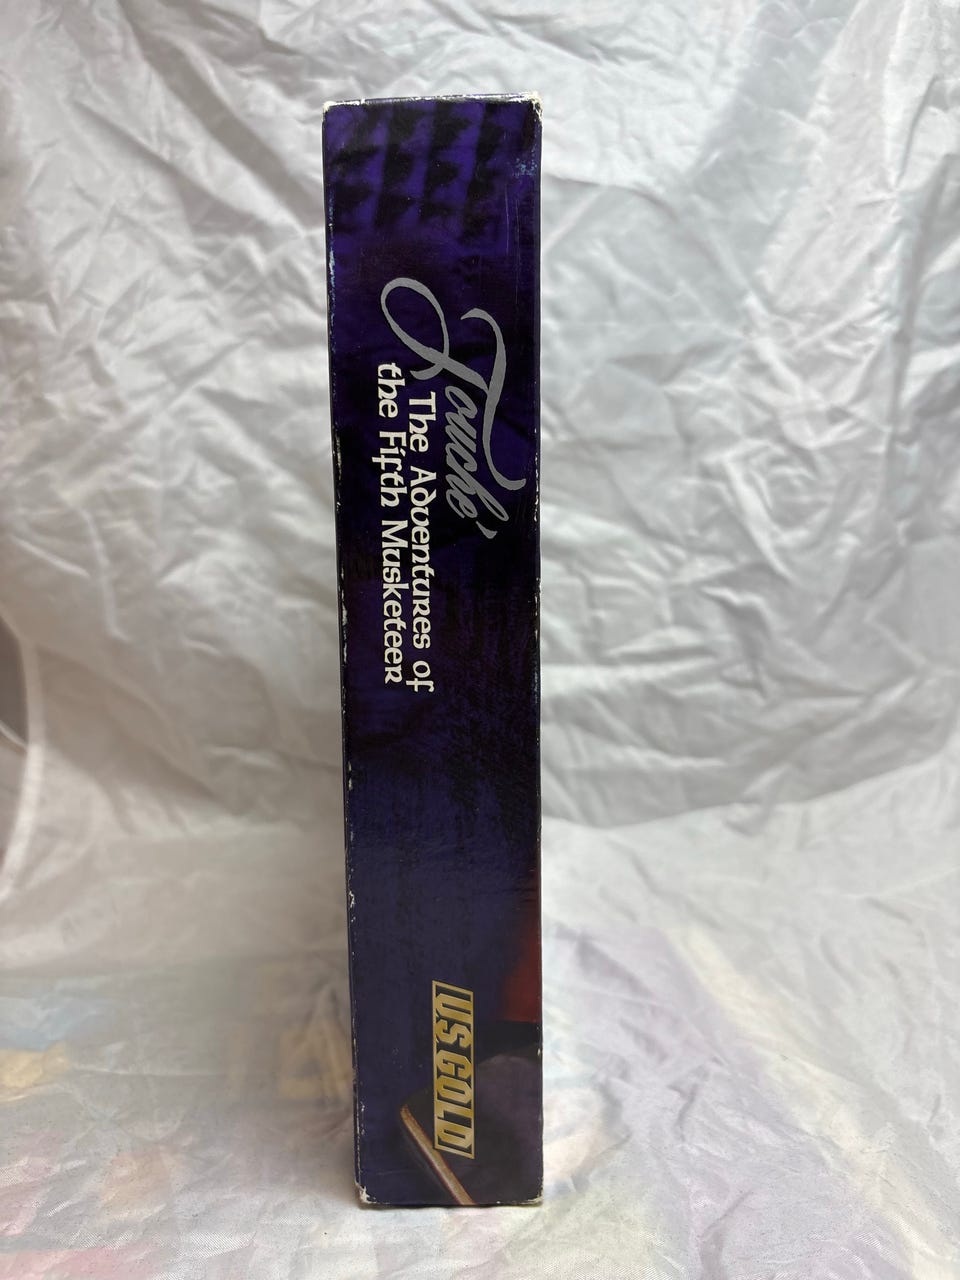 Touché
The Adventures of
the Fifth Musketeer
US GOLD